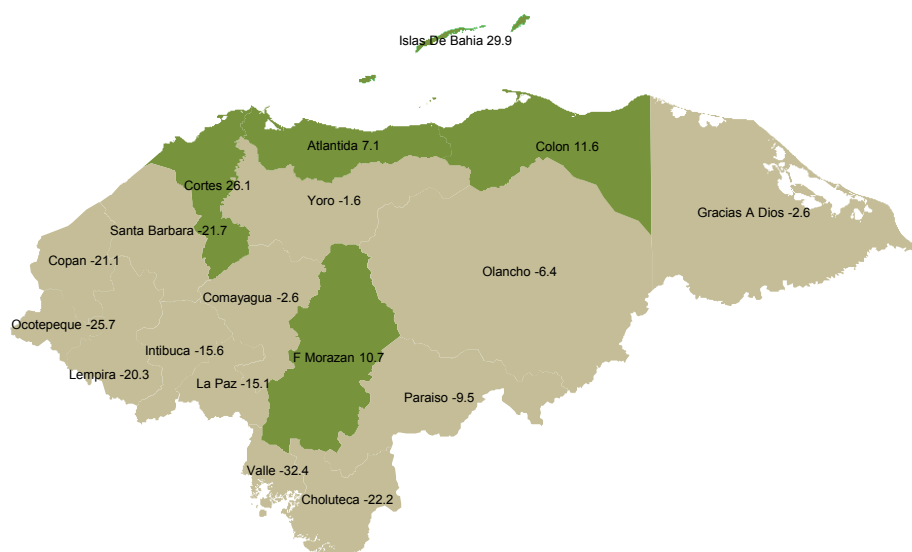 Islas De Bahia 29.9
Atlantida 7.1
Colon 11.6
Cortes 26.1
Yoro -1.6
Gracias A Dios -2.6
Santa Barbara -21.7
Copan -21.1
Olancho -6.4
Comayagua -2.6
Ocotepeque -25.7
Intibuca -15.6
F Morazan 10.7
Lempira -20.3
La Paz -15.1
Paraiso -9.5
Valle -32.4
Choluteca -22.2